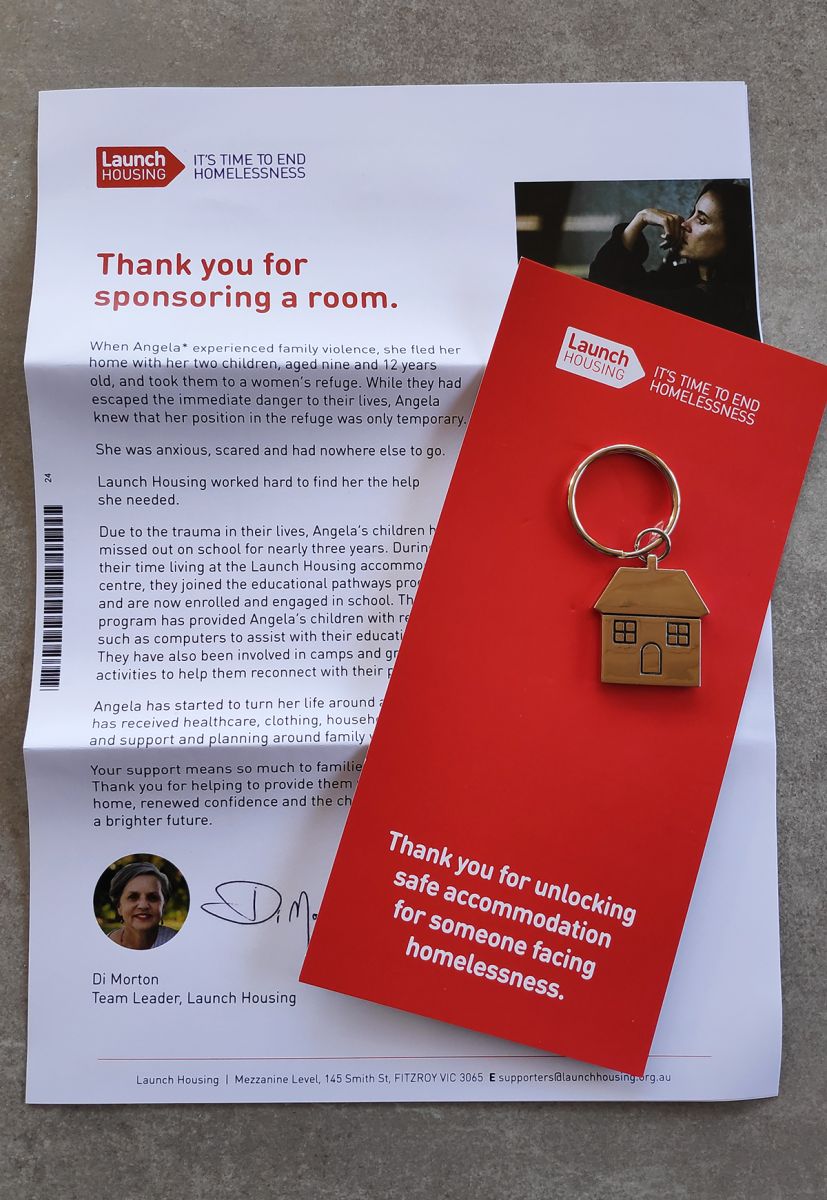 Launch
HOUSING
IT'S TIME TO END
HOMELESSNESS
Thank you for
sponsoring a room.
When Angela* experienced family violence, she fled her
home with her two children, aged nine and 12 years
old, and took them to a women's refuge. While they had
escaped the immediate danger to their lives, Angela
knew that her position in the refuge was only temporary.
She was anxious, scared and had nowhere else to go.
Launch Housing worked hard to find her the help
she needed.
Due to the trauma in their lives, Angela's children
missed out on school for nearly three years.
their time living at the Launch Housing
centre, they joined the educational pathways
and are now enrolled and engaged in school.
program has provided Angela's children with
such as computers to assist with their
They have also been involved in camps and
activities to help them reconnect with their
Angela has started to turn her life around
has received healthcare, clothing,
and support and planning around family
Your support means so much to
Thank you for helping to provide them
home, renewed confidence and the
a brighter future.
24
Di
Di Morton
Team Leader, Launch Housing
Launch Housing | Mezzanine Level, 145 Smith St, FITZROY VIC 3065 E supporters@launchhousing.org.au
Launch
HOUSING
IT'S TIME TO END
HOMELESSNESS
Thank you for unlocking
safe accommodation
for someone facing
homelessness.